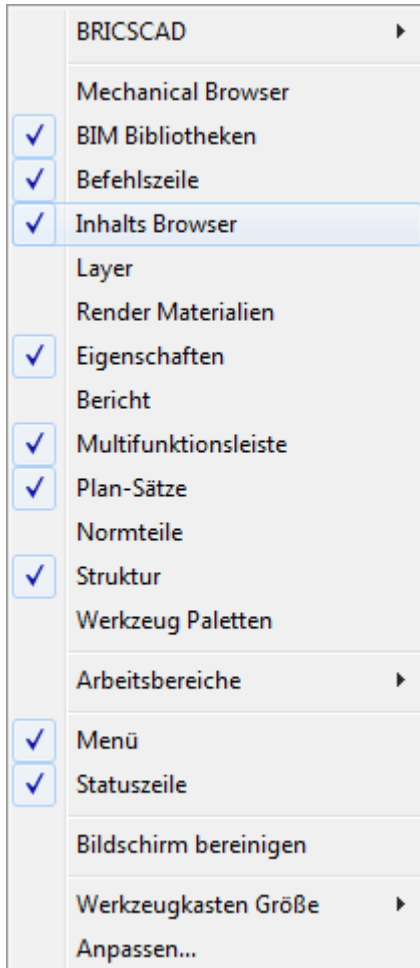 BRICSCAD
Mechanical Browser
BIM Bibliotheken
Befehlszeile
Inhalts Browser
Layer
Render Materialien
Eigenschaften
Bericht
Multifunktionsleiste
Plan-Sätze
Normteile
Struktur
Werkzeug Paletten
Arbeitsbereiche
Menü
Statuszeile
Bildschirm bereinigen
Werkzeugkasten Größe
Anpassen...